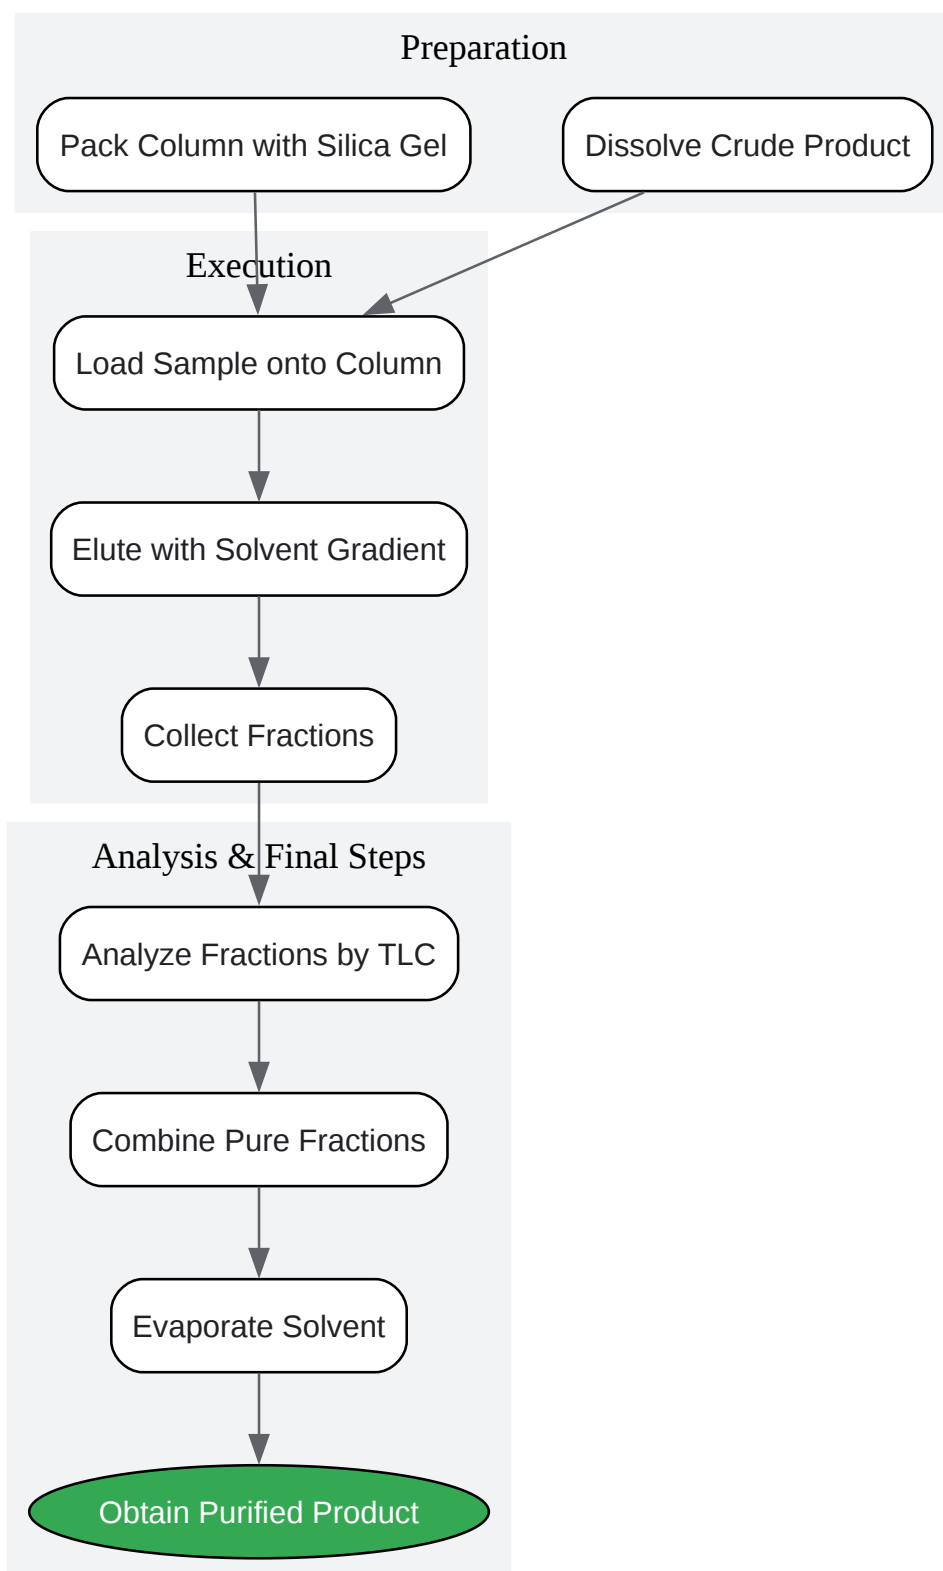 Preparation
Pack Column with Silica Gel
Dissolve Crude Product
Execution
Load Sample onto Column
Elute with Solvent Gradient
Collect Fractions
Analysis & Final Steps
Analyze Fractions by TLC
Combine Pure Fractions
Evaporate Solvent
Obtain Purified Product